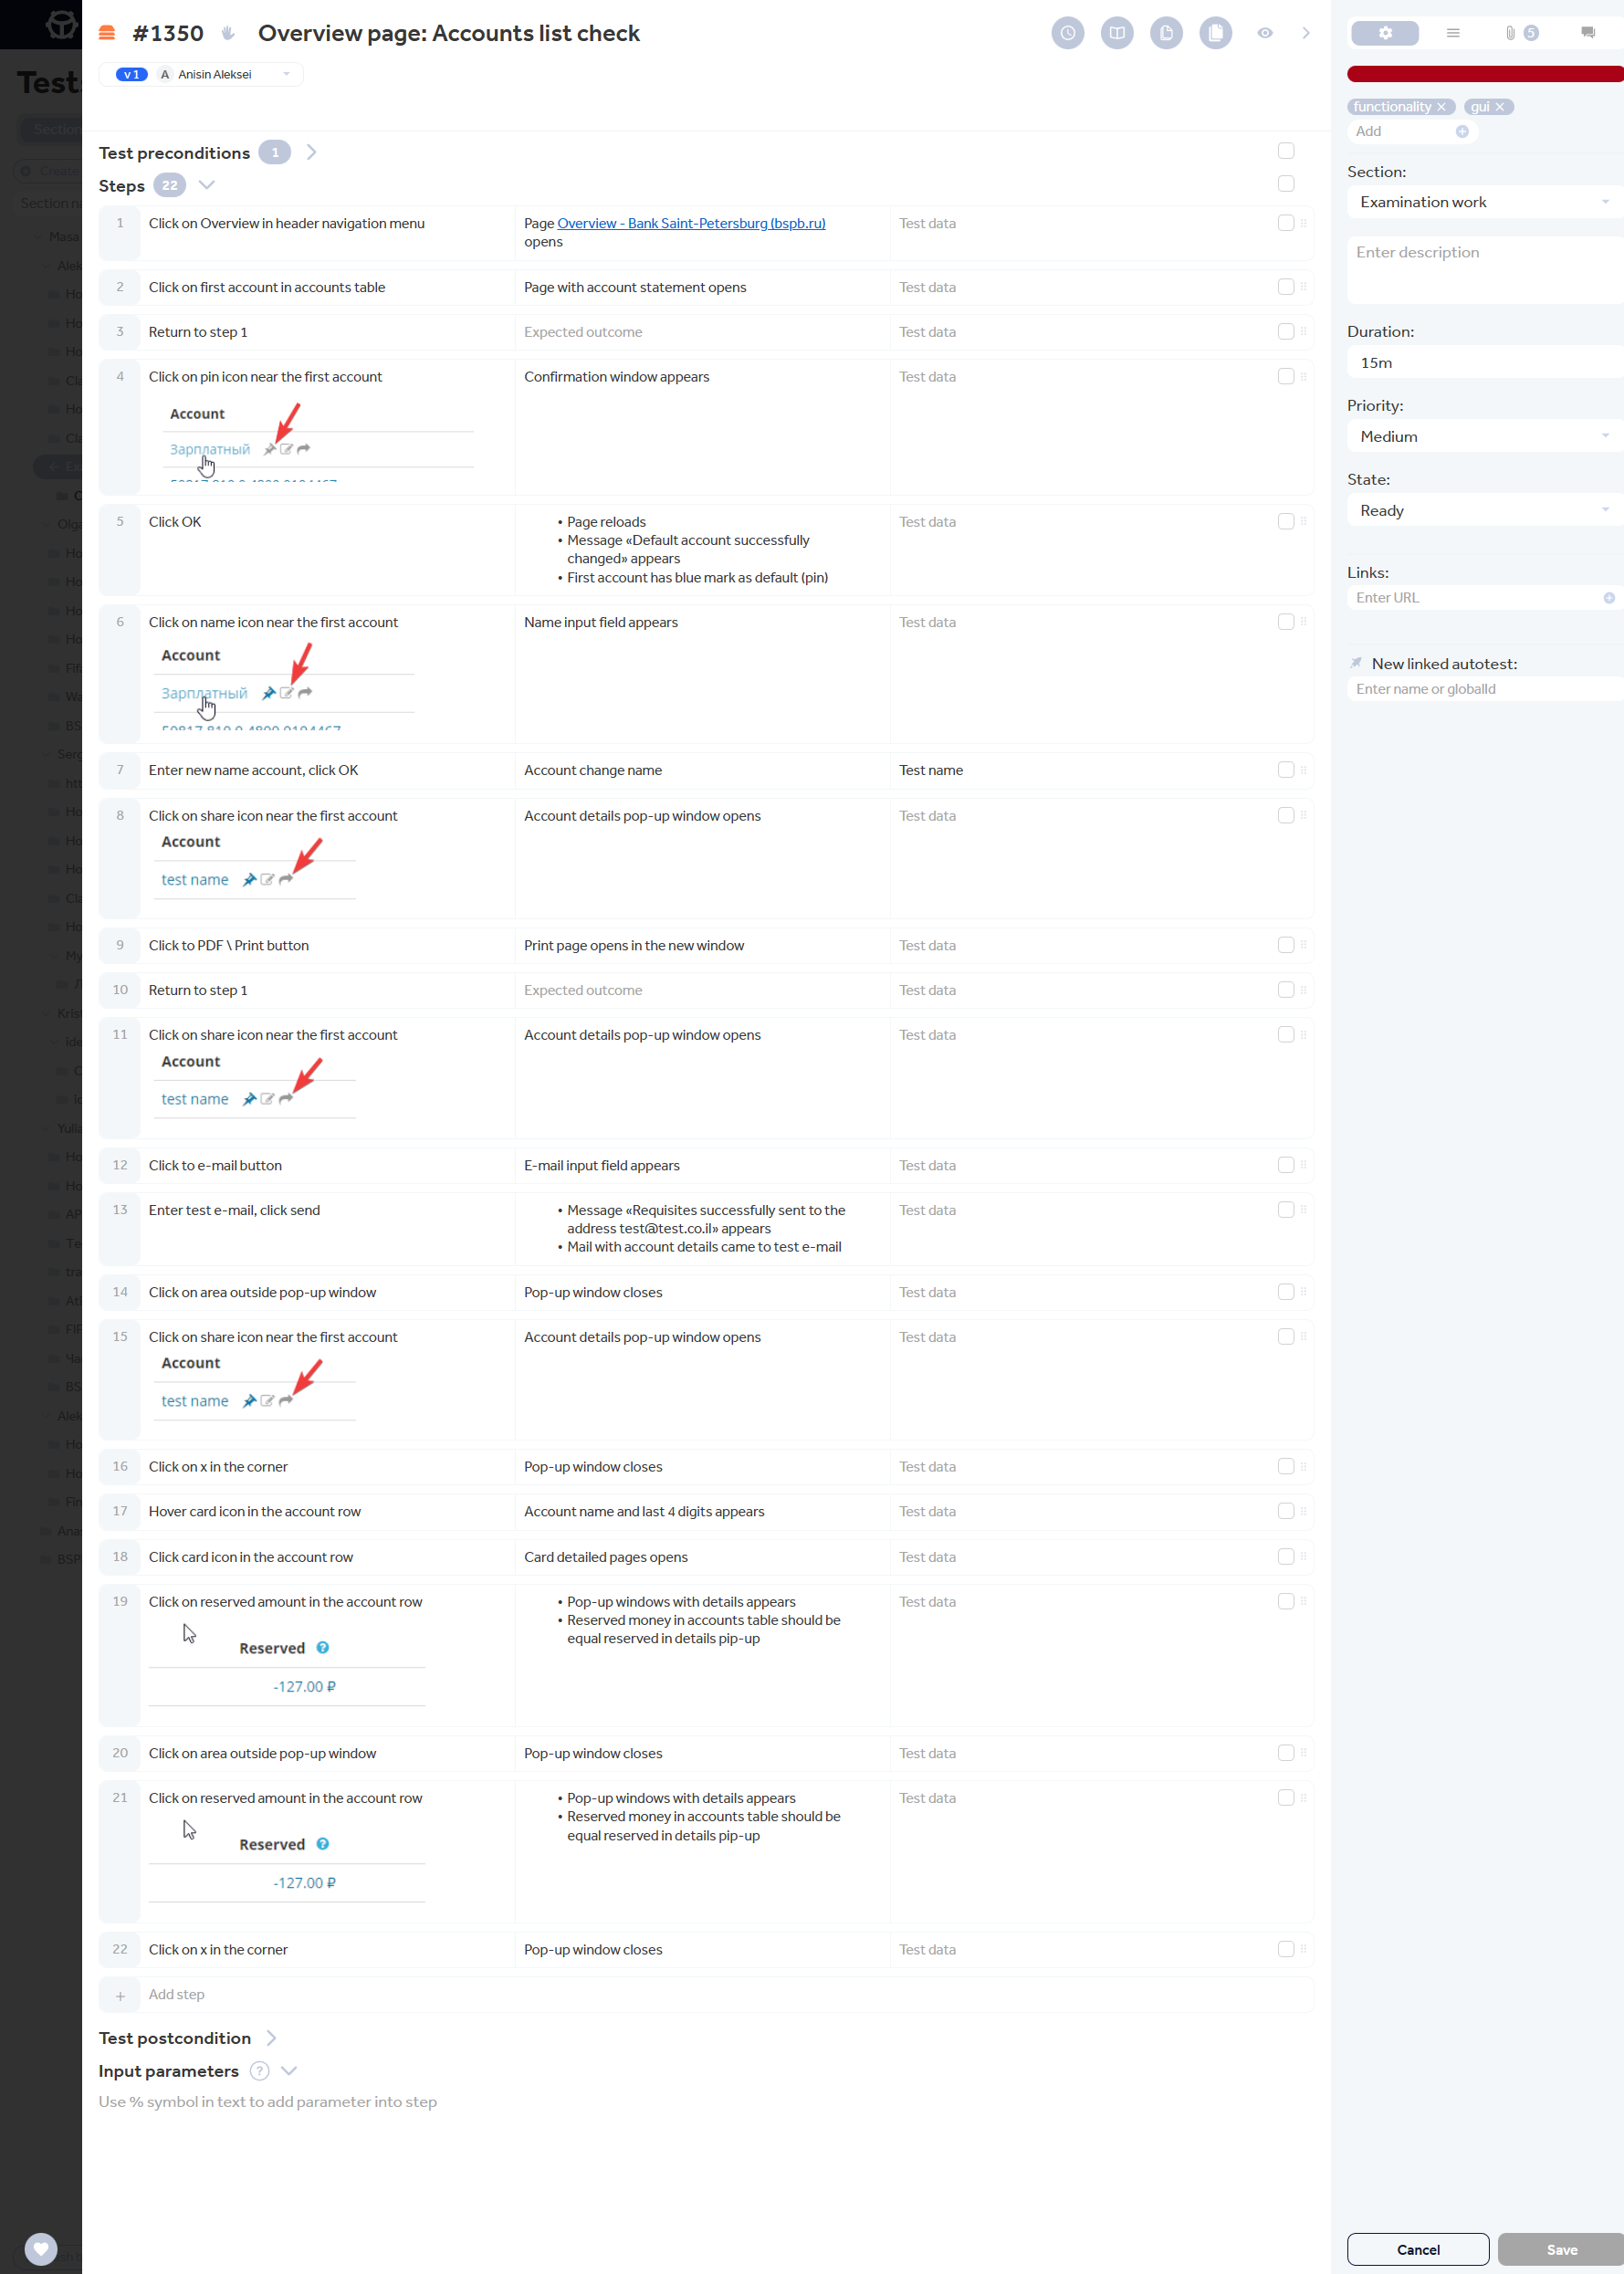 #1350 Overview page: Accounts list check
v 1 A Anisin Aleksei
Test preconditions 1
Steps 22
1 Click on Overview in header navigation menu Page Overview - Bank Saint-Petersburg (bspb.ru) Test data
opens
2 Click on first account in accounts table Page with account statement opens Test data
3 Return to step 1 Expected outcome Test data
4 Click on pin icon near the first account Confirmation window appears Test data
Account
Зарплатный
5 Click OK • Page reloads Test data
• Message «Default account successfully
changed» appears
• First account has blue mark as default (pin)
6 Click on name icon near the first account Name input field appears Test data
Account
Зарплатный
7 Enter new name account, click OK Account change name Test name
8 Click on share icon near the first account Account details pop-up window opens Test data
Account
test name
9 Click to PDF \ Print button Print page opens in the new window Test data
10 Return to step 1 Expected outcome Test data
11 Click on share icon near the first account Account details pop-up window opens Test data
Account
test name
12 Click to e-mail button E-mail input field appears Test data
13 Enter test e-mail, click send • Message «Requisites successfully sent to the Test data
address test@test.co.il» appears
• Mail with account details came to test e-mail
14 Click on area outside pop-up window Pop-up window closes Test data
15 Click on share icon near the first account Account details pop-up window opens Test data
Account
test name
16 Click on x in the corner Pop-up window closes Test data
17 Hover card icon in the account row Account name and last 4 digits appears Test data
18 Click card icon in the account row Card detailed pages opens Test data
19 Click on reserved amount in the account row • Pop-up windows with details appears Test data
• Reserved money in accounts table should be
equal reserved in details pip-up
Reserved ?
-127.00 ₽
20 Click on area outside pop-up window Pop-up window closes Test data
21 Click on reserved amount in the account row • Pop-up windows with details appears Test data
• Reserved money in accounts table should be
equal reserved in details pip-up
Reserved ?
-127.00 ₽
22 Click on x in the corner Pop-up window closes Test data
+ Add step
Test postcondition
Input parameters ?
Use % symbol in text to add parameter into step
5
functionality × gui ×
Add
Section:
Examination work
Enter description
Duration:
15m
Priority:
Medium
State:
Ready
Links:
Enter URL
New linked autotest:
Enter name or globalId
Cancel Save